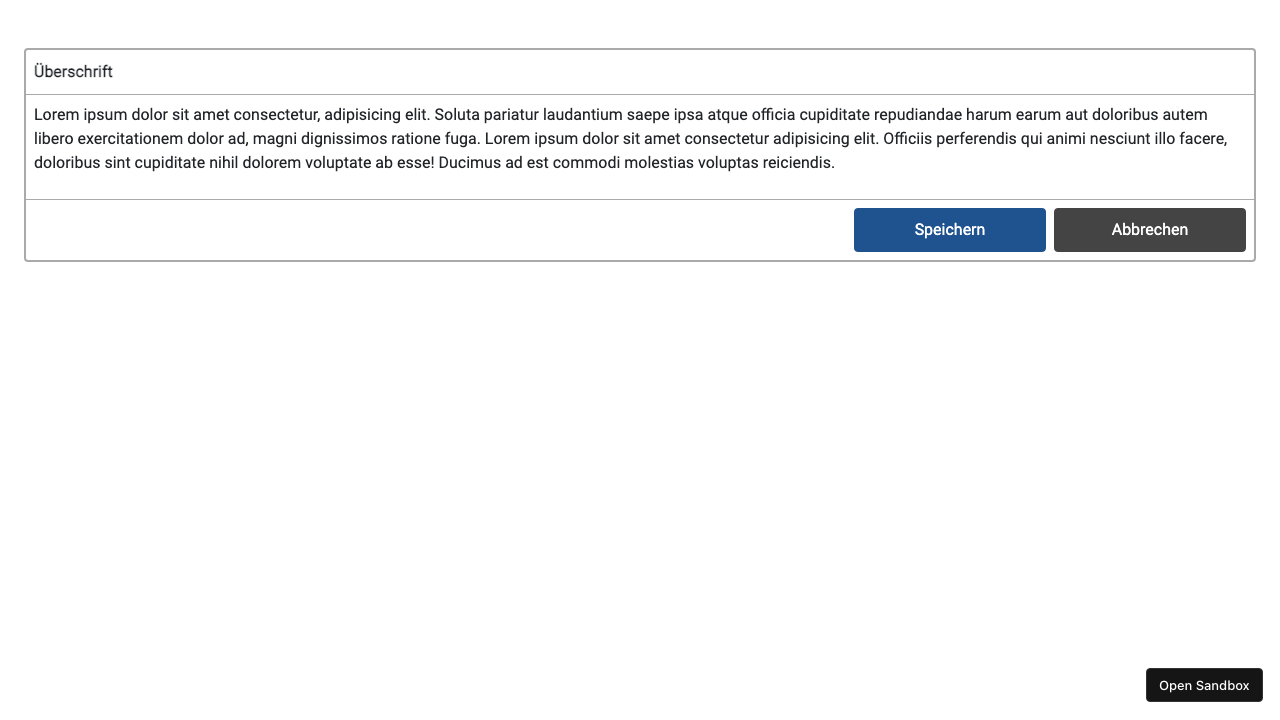 Überschrift
Lorem ipsum dolor sit amet consectetur, adipisicing elit. Soluta pariatur laudantium saepe ipsa atque officia cupiditate repudiandae harum earum aut doloribus autem
libero exercitationem dolor ad, magni dignissimos ratione fuga. Lorem ipsum dolor sit amet consectetur adipisicing elit. Officiis perferendis qui animi nesciunt illo facere,
doloribus sint cupiditate nihil dolorem voluptate ab esse! Ducimus ad est commodi molestias voluptas reiciendis.
Speichern
Abbrechen
Open Sandbox